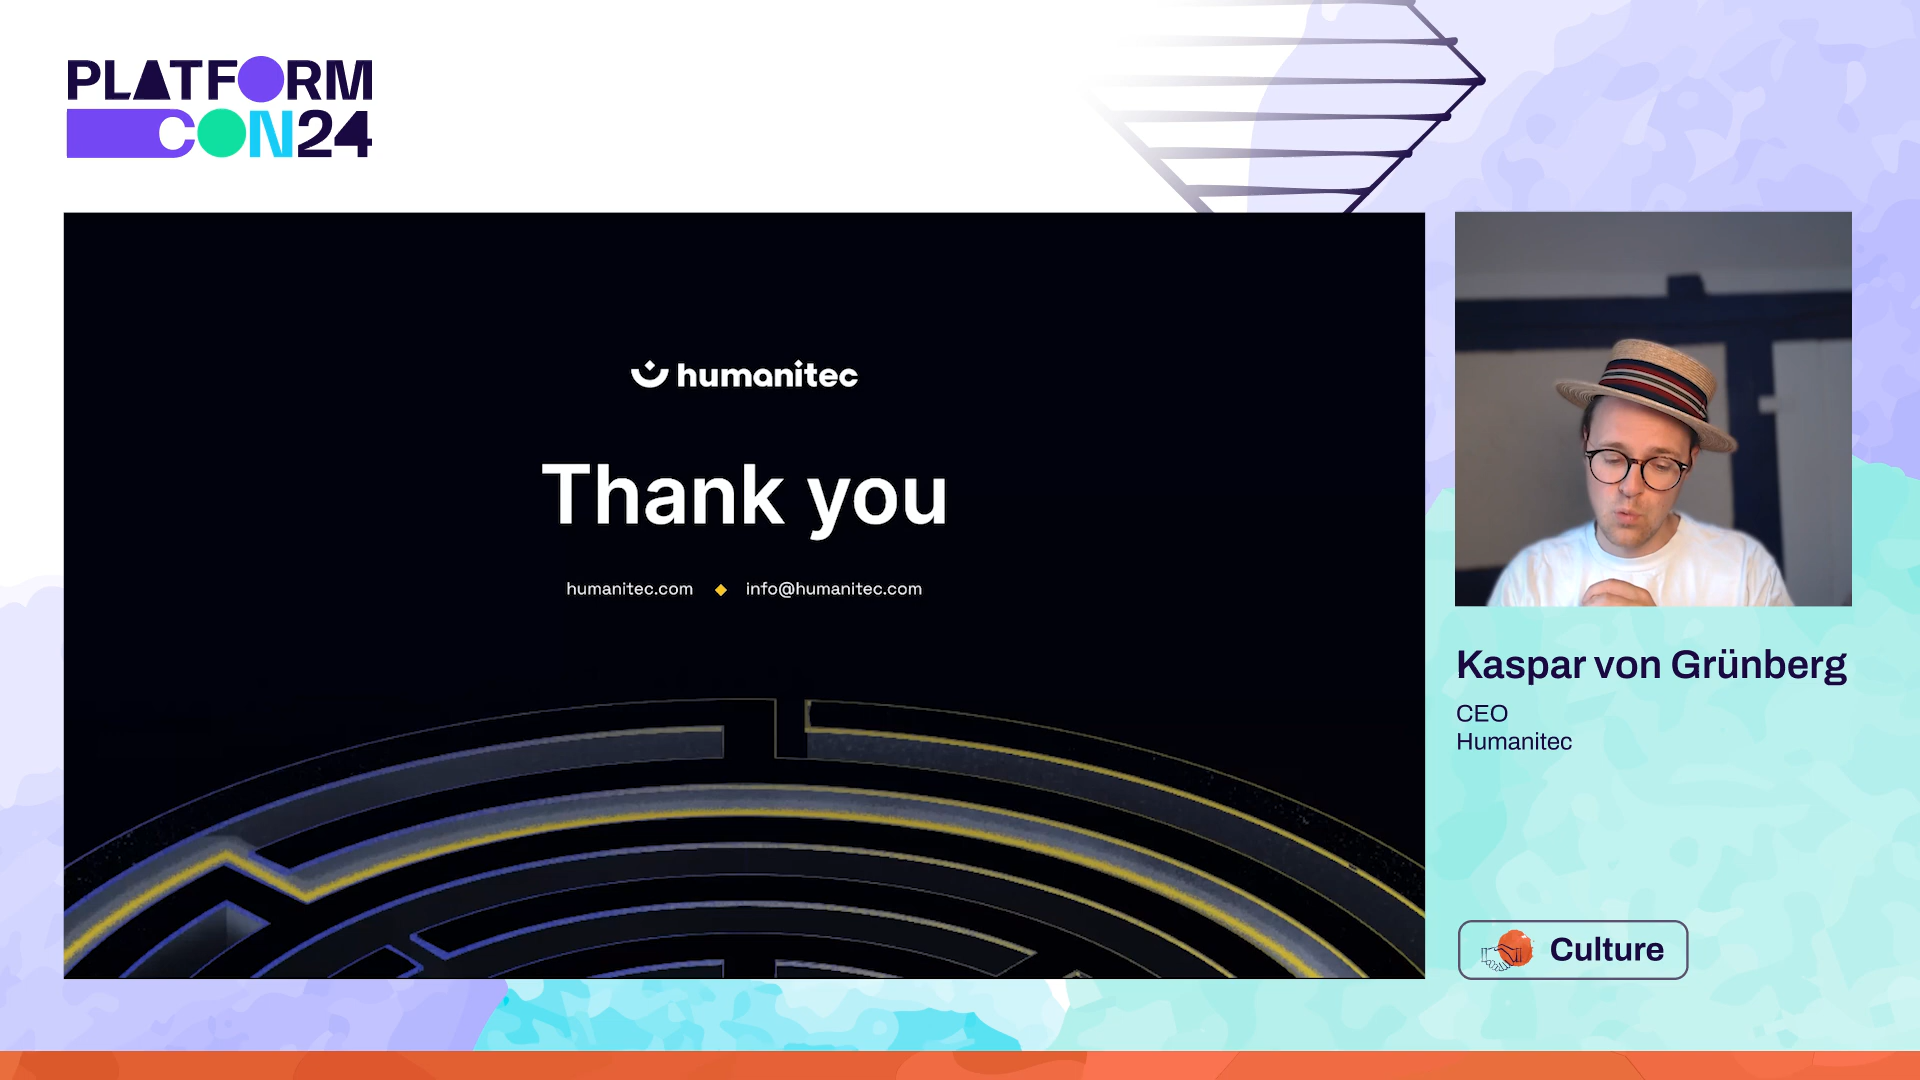 PLATFORM
CON24
humanitec
Thank you
humanitec.com ◆ info@humanitec.com
Kaspar von Grünberg
CEO
Humanitec
Culture